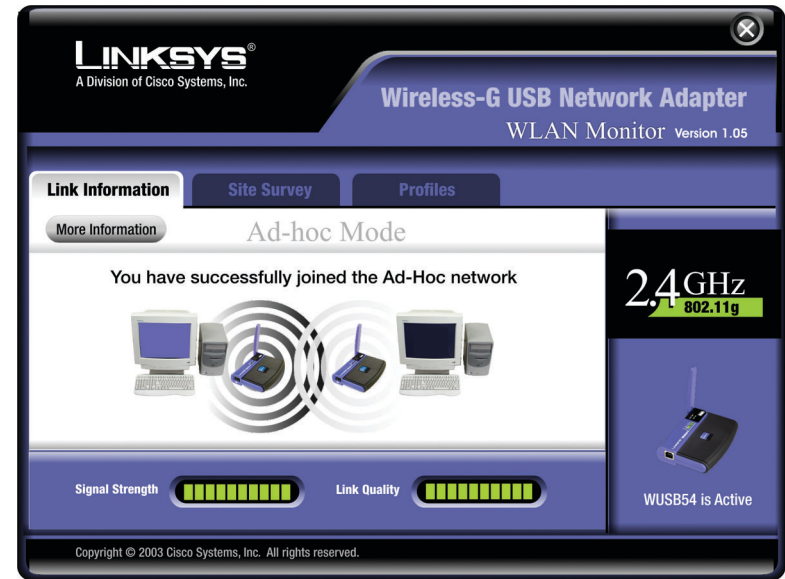 LINKSYS®
A Division of Cisco Systems, Inc.
Wireless-G USB Network Adapter
WLAN Monitor Version 1.05
Link Information Site Survey Profiles
More Information Ad-hoc Mode
You have successfully joined the Ad-Hoc network
2.4GHz
802.11g
Signal Strength Link Quality
WUSB54 is Active
Copyright © 2003 Cisco Systems, Inc. All rights reserved.